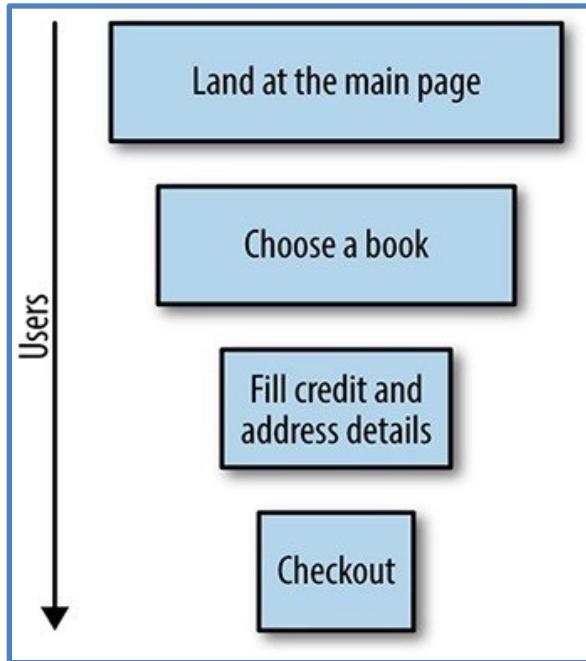 Land at the main page
Choose a book
Users
Fill credit and
address details
Checkout